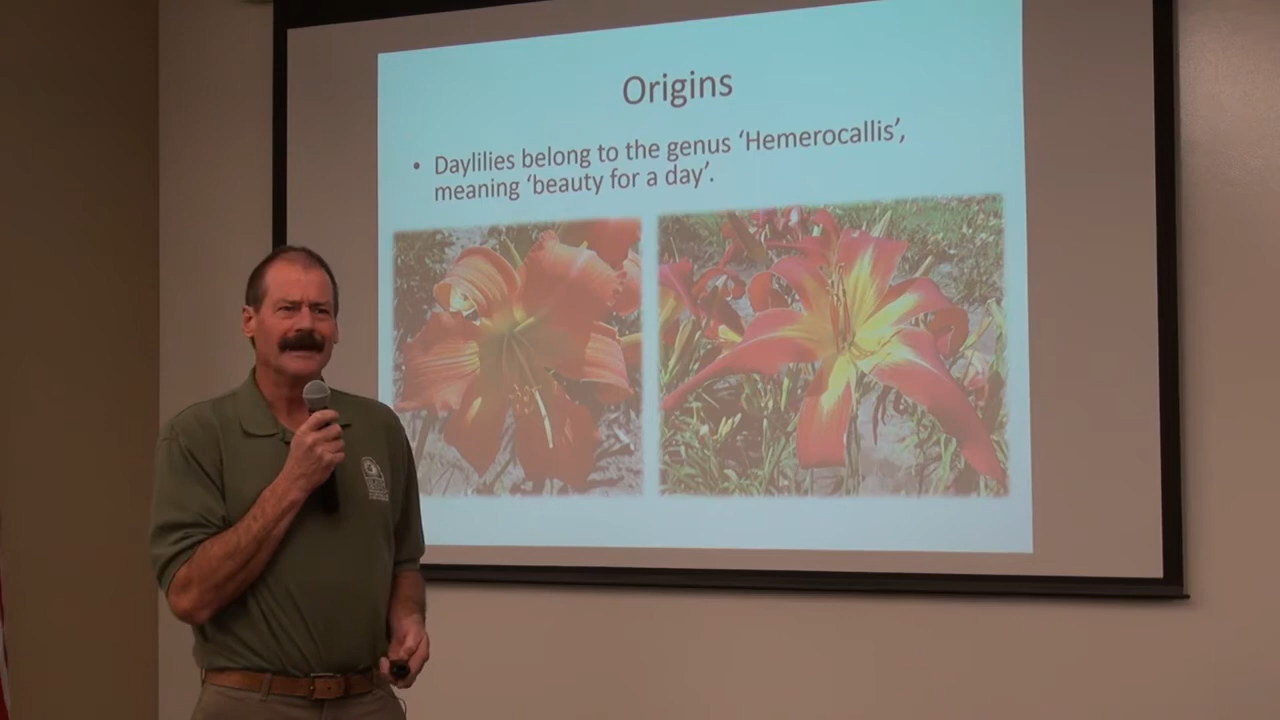 Origins
• Daylilies belong to the genus ‘Hemerocallis’,
meaning ‘beauty for a day’.